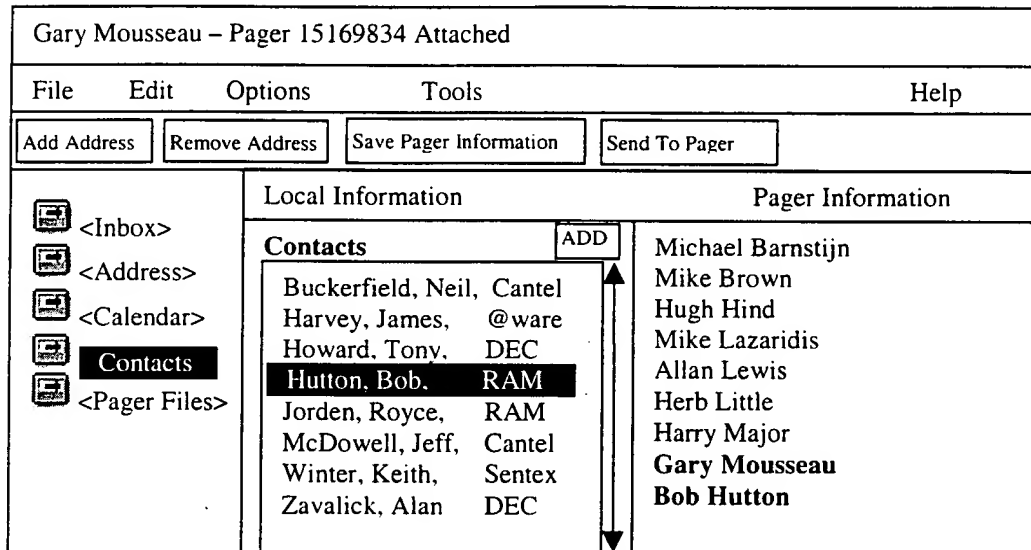 Gary Mousseau – Pager 15169834 Attached
File Edit Options Tools Help
Add Address Remove Address Save Pager Information Send To Pager
<Inbox>
<Address>
<Calendar>
Contacts
<Pager Files>
Local Information
Contacts ADD
Buckerfield, Neil, Cantel
Harvey, James, @ware
Howard, Tony, DEC
Hutton, Bob, RAM
Jorden, Royce, RAM
McDowell, Jeff, Cantel
Winter, Keith, Sentex
Zavalick, Alan DEC
Pager Information
Michael Barnstijn
Mike Brown
Hugh Hind
Mike Lazaridis
Allan Lewis
Herb Little
Harry Major
Gary Mousseau
Bob Hutton